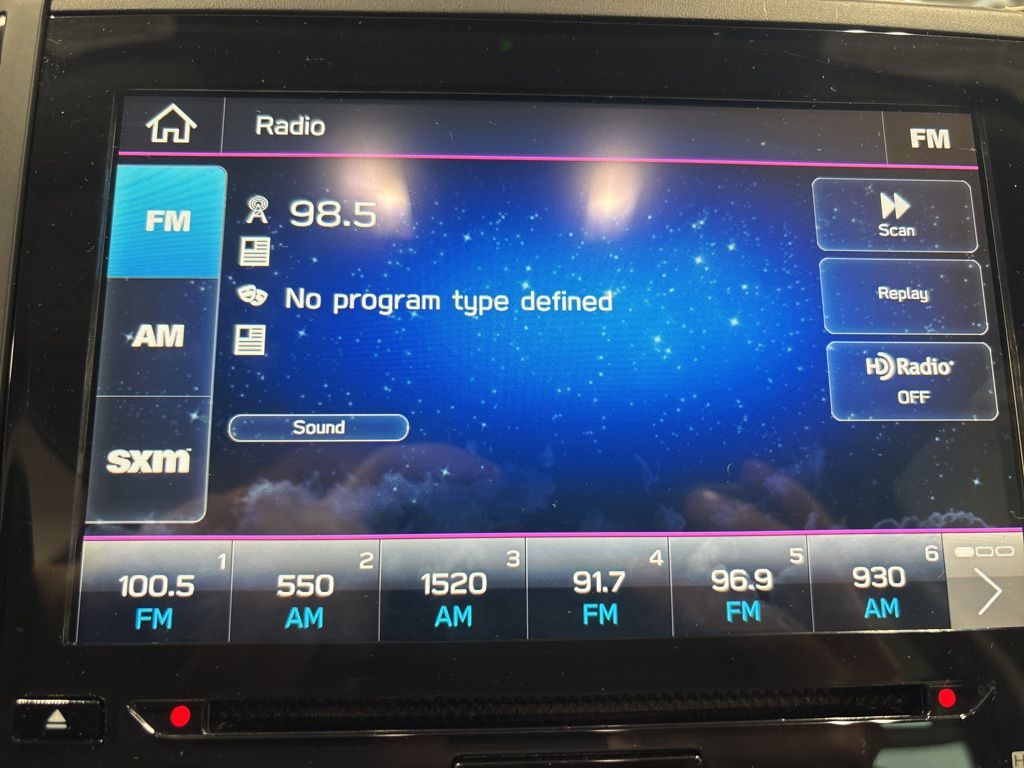 Radio
FM
FM
98.5
Scan
No program type defined
Replay
AM
HD Radio
OFF
Sound
sxm
1
2
3
4
5
6
100.5
550
1520
91.7
96.9
930
FM
AM
AM
FM
FM
AM
H